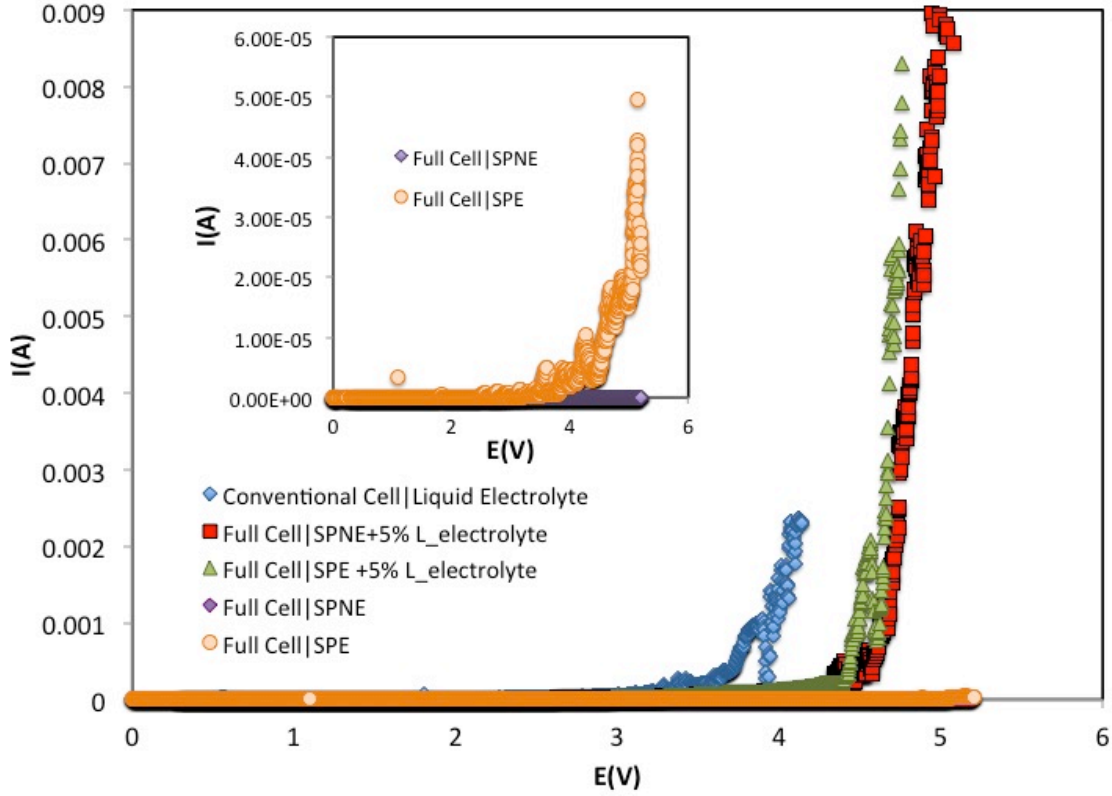 0.009
0.008
0.007
0.006
0.005
0.004
0.003
0.002
0.001
0
I(A)
0 1 2 3 4 5 6
E(V)
6.00E-05
5.00E-05
4.00E-05
3.00E-05
2.00E-05
1.00E-05
0.00E+00
I(A)
0 2 4 6
E(V)
Full Cell|SPNE
Full Cell|SPE
Conventional Cell|Liquid Electrolyte
Full Cell|SPNE+5% L_electrolyte
Full Cell|SPE +5% L_electrolyte
Full Cell|SPNE
Full Cell|SPE